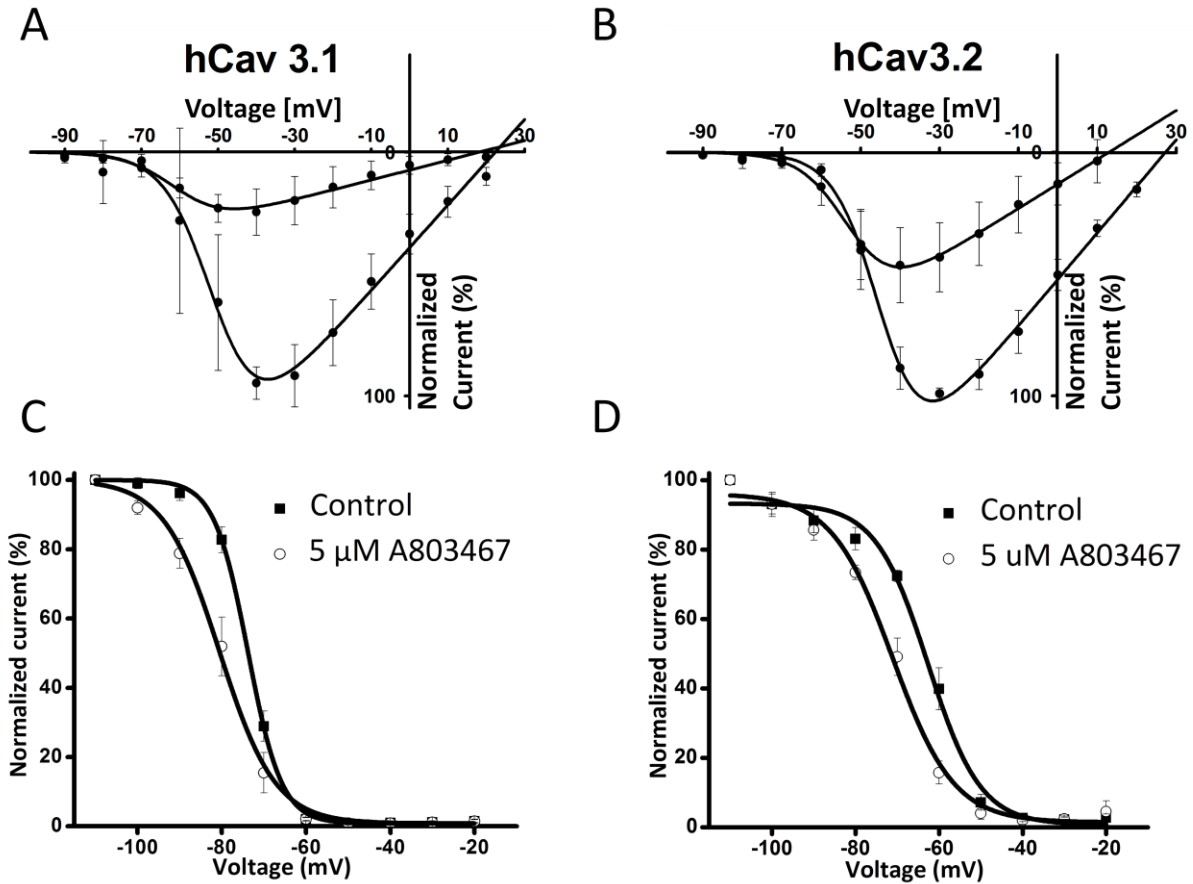 A
hCav 3.1
Voltage [mV]
-90 -70 -50 -30 -10 0 10 30
Normalized
Current (%)
100
B
hCav3.2
Voltage [mV]
-90 -70 -50 -30 -10 0 10 30
Normalized
Current (%)
100
C
Normalized current (%)
100
80
60
40
20
0
Control
5 μM A803467
-100 -80 -60 -40 -20
Voltage (mV)
D
Normalized current (%)
100
80
60
40
20
0
Control
5 uM A803467
-100 -80 -60 -40 -20
Voltage (mV)